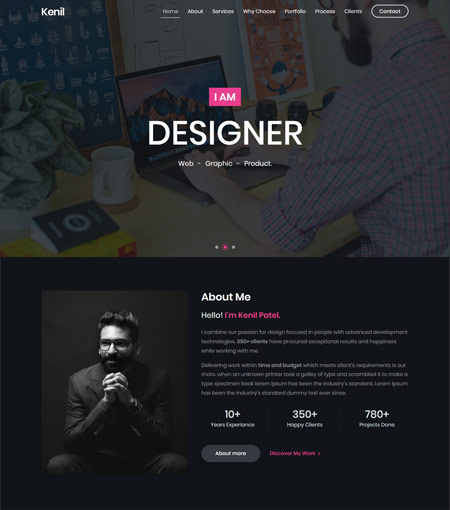 Kenil
Home About Services Why Choose Portfolio Process Clients Contact
I AM
DESIGNER
Web - Graphic - Product.
About Me
Hello! I'm Kenil Patel.
I combine our passion for design focused in people with advanced development
technologies. 350+ clients have procured exceptional results and happiness
while working with me.
Delivering work within time and budget which meets client's requirements is our
moto. when an unknown printer took a galley of type and scrambled it to make a
type specimen book lorem Ipsum has been the industry's standard. Lorem Ipsum
has been the industry's standard dummy text ever since.
10+ 350+ 780+
Years Experience Happy Clients Projects Done
About more Discover My Work >